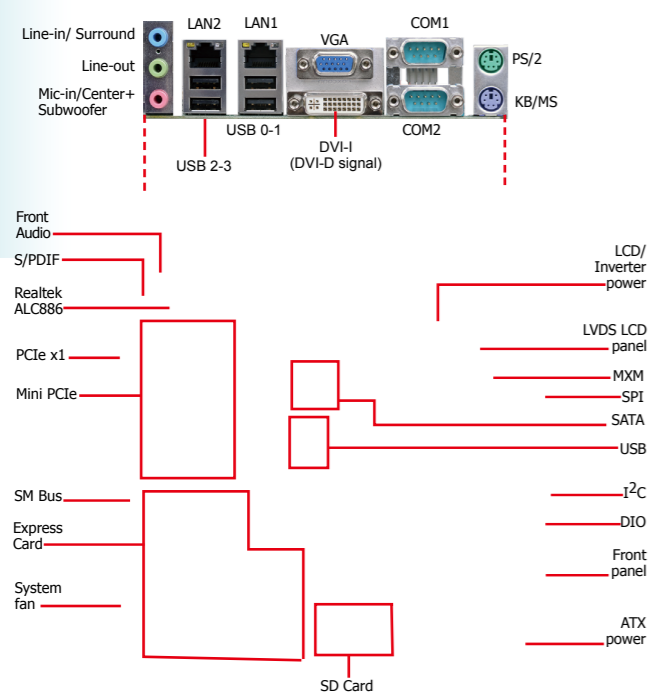 Line-in/ Surround
Line-out
Mic-in/Center+
Subwoofer
LAN2
LAN1
VGA
COM1
PS/2
KB/MS
USB 0-1
COM2
USB 2-3
DVI-I
(DVI-D signal)
Front
Audio
S/PDIF
Realtek
ALC886
PCIe x1
Mini PCIe
SM Bus
Express
Card
System
fan
LCD/
Inverter
power
LVDS LCD
panel
MXM
SPI
SATA
USB
I²C
DIO
Front
panel
ATX
power
SD Card